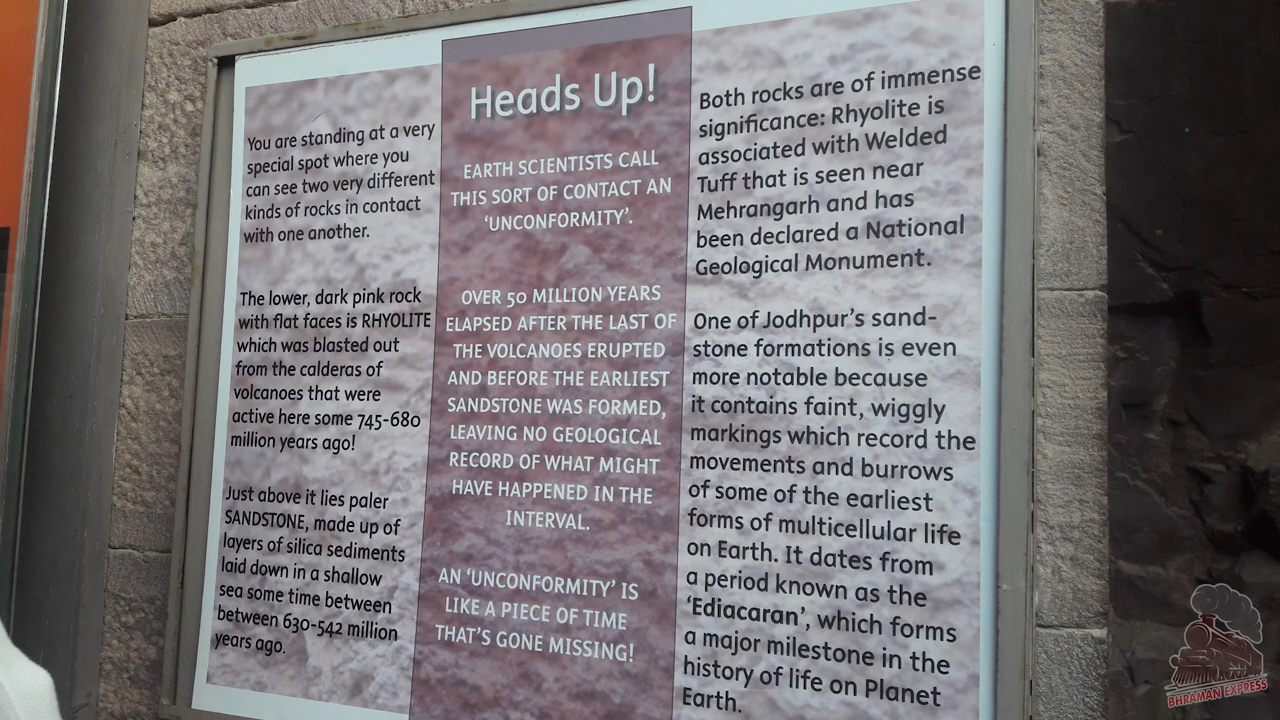 You are standing at a very
special spot where you
can see two very different
kinds of rocks in contact
with one another.
The lower, dark pink rock
with flat faces is RHYOLITE
which was blasted out
from the calderas of
volcanoes that were
active here some 745-680
million years ago!
Just above it lies paler
SANDSTONE, made up of
layers of silica sediments
laid down in a shallow
sea some time between
between 630-542 million
years ago.
Heads Up!
EARTH SCIENTISTS CALL
THIS SORT OF CONTACT AN
‘UNCONFORMITY’.
OVER 50 MILLION YEARS
ELAPSED AFTER THE LAST OF
THE VOLCANOES ERUPTED
AND BEFORE THE EARLIEST
SANDSTONE WAS FORMED,
LEAVING NO GEOLOGICAL
RECORD OF WHAT MIGHT
HAVE HAPPENED IN THE
INTERVAL.
AN ‘UNCONFORMITY’ IS
LIKE A PIECE OF TIME
THAT’S GONE MISSING!
Both rocks are of immense
significance: Rhyolite is
associated with Welded
Tuff that is seen near
Mehrangarh and has
been declared a National
Geological Monument.
One of Jodhpur’s sand-
stone formations is even
more notable because
it contains faint, wiggly
markings which record the
movements and burrows
of some of the earliest
forms of multicellular life
on Earth. It dates from
a period known as the
‘Ediacaran’, which forms
a major milestone in the
history of life on Planet
Earth.
BHRAMAN EXPRESS